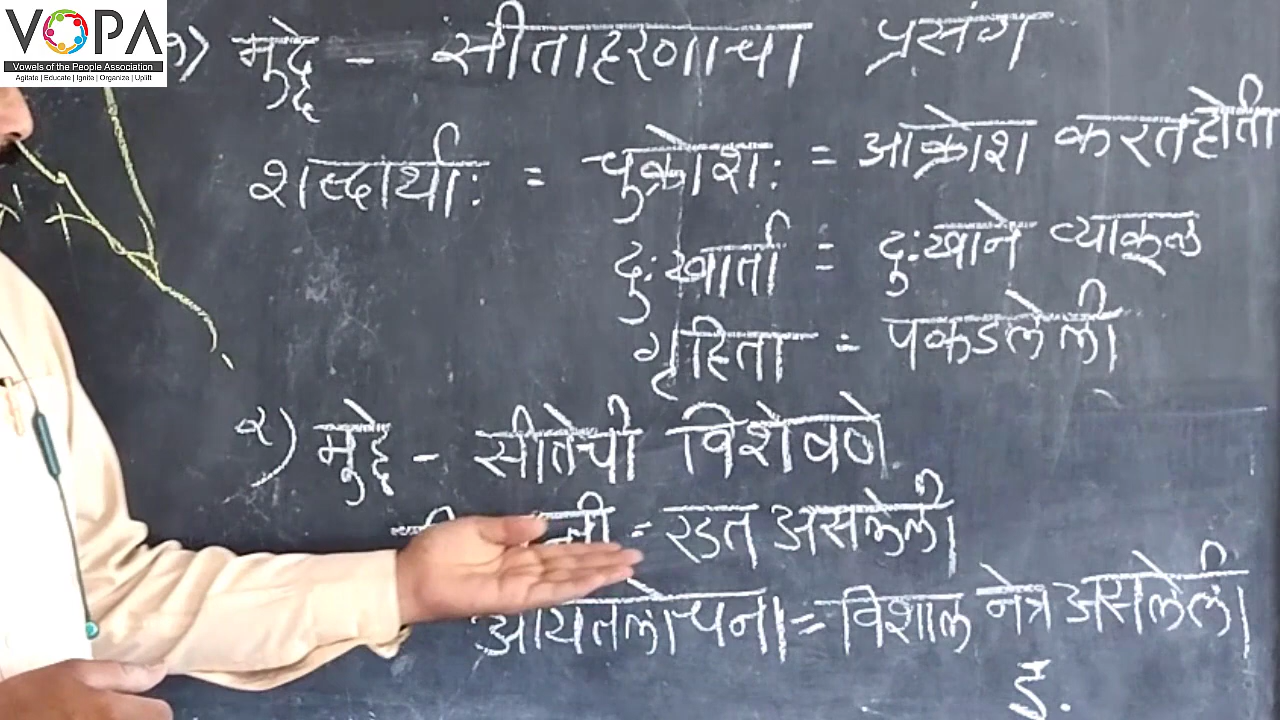 VOPA
Vowels of the People Association
Agitate | Educate | Ignite | Organize | Uplift
१) मुद्दे - सीताहरणाचा प्रसंग
शब्दार्थाः = चुक्रोशः = आक्रोश करत होती
दुःखार्ता = दुःखाने व्याकूल
गृहिता = पकडलेली
२) मुद्दे - सीतेची विशेषणे
= रडत असलेली
आयतलोचना = विशाल नेत्र असलेली
इ.